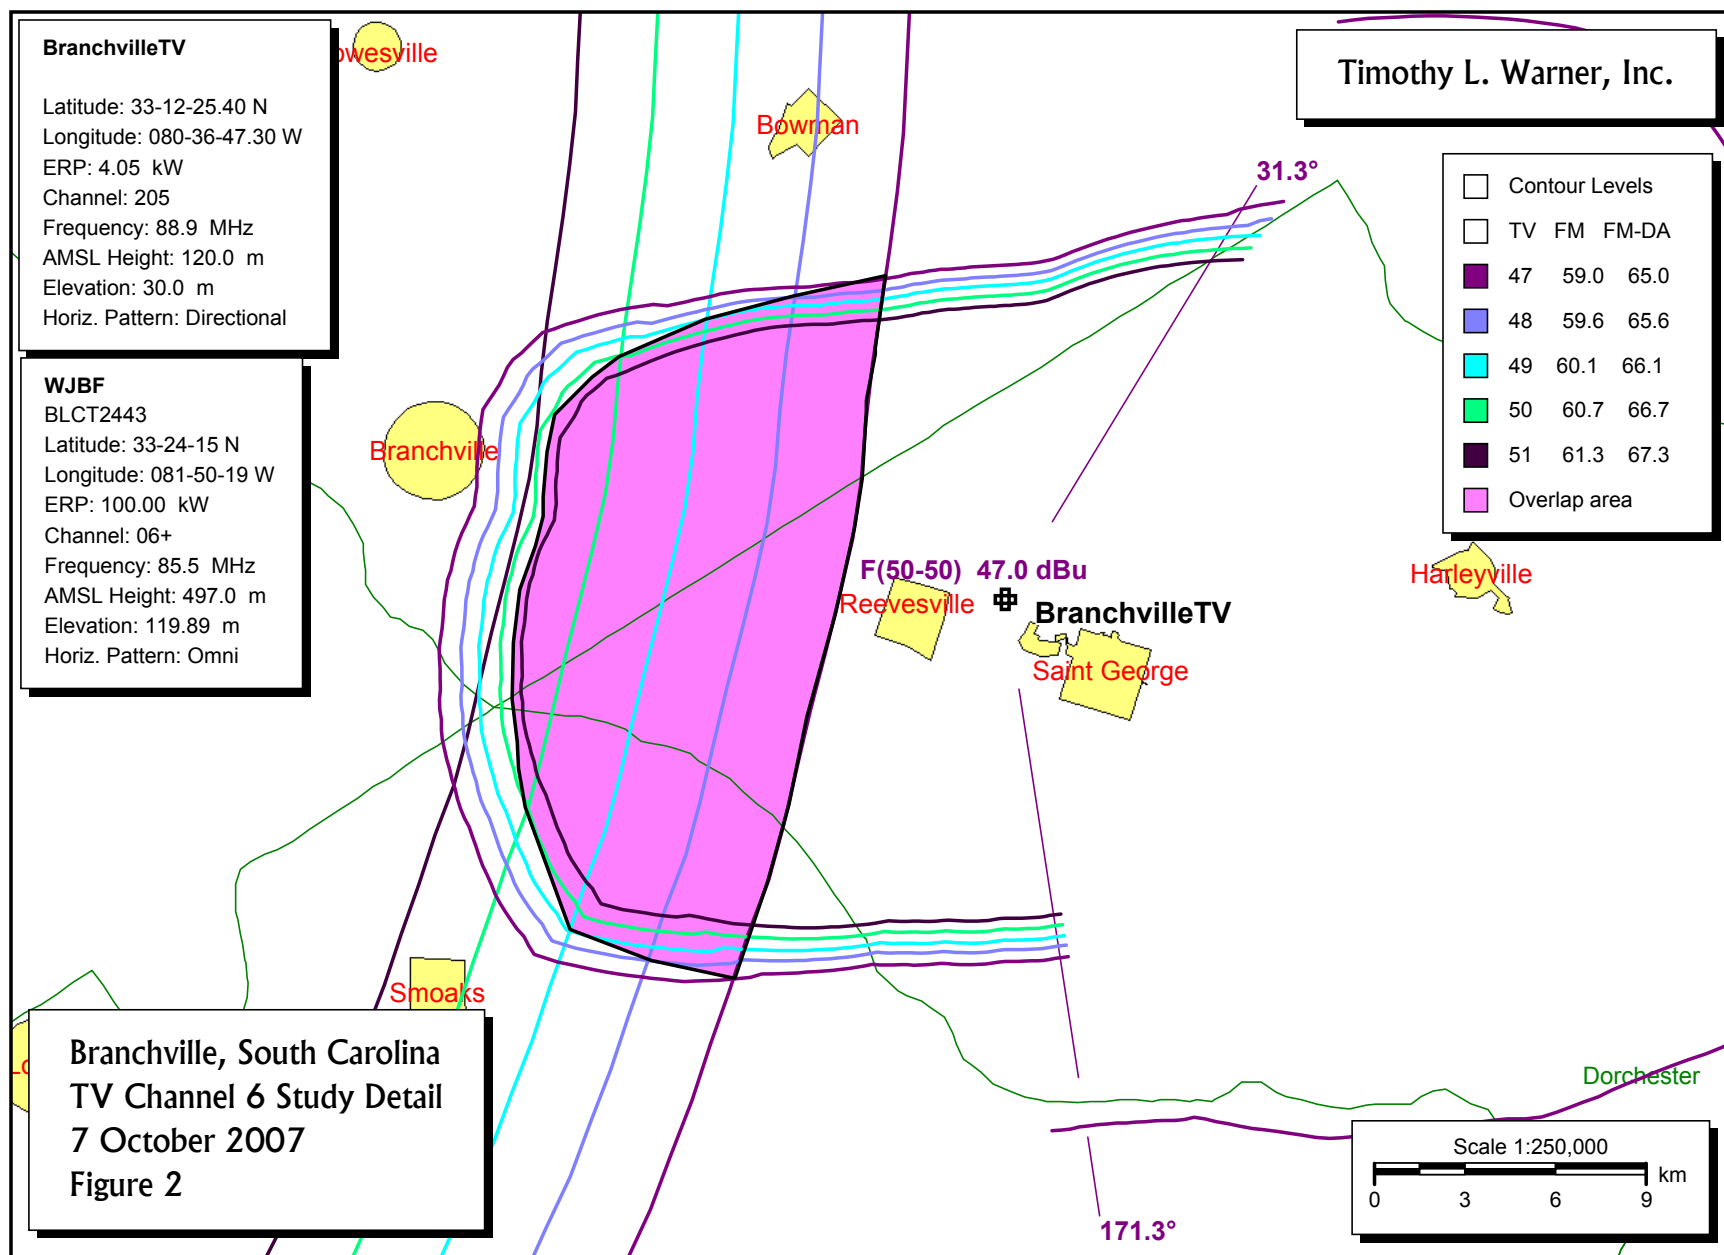 BranchvilleTV
Latitude: 33-12-25.40 N
Longitude: 080-36-47.30 W
ERP: 4.05 kW
Channel: 205
Frequency: 88.9 MHz
AMSL Height: 120.0 m
Elevation: 30.0 m
Horiz. Pattern: Directional
WJBF
BLCT2443
Latitude: 33-24-15 N
Longitude: 081-50-19 W
ERP: 100.00 kW
Channel: 06+
Frequency: 85.5 MHz
AMSL Height: 497.0 m
Elevation: 119.89 m
Horiz. Pattern: Omni
Timothy L. Warner, Inc.
Contour Levels
TV FM FM-DA
47 59.0 65.0
48 59.6 65.6
49 60.1 66.1
50 60.7 66.7
51 61.3 67.3
Overlap area
owesville
Bowman
31.3°
Branchville
F(50-50) 47.0 dBu
Reevesville
BranchvilleTV
Saint George
Harleyville
Smoaks
Dorchester
171.3°
Branchville, South Carolina
TV Channel 6 Study Detail
7 October 2007
Figure 2
Scale 1:250,000
0 3 6 9 km